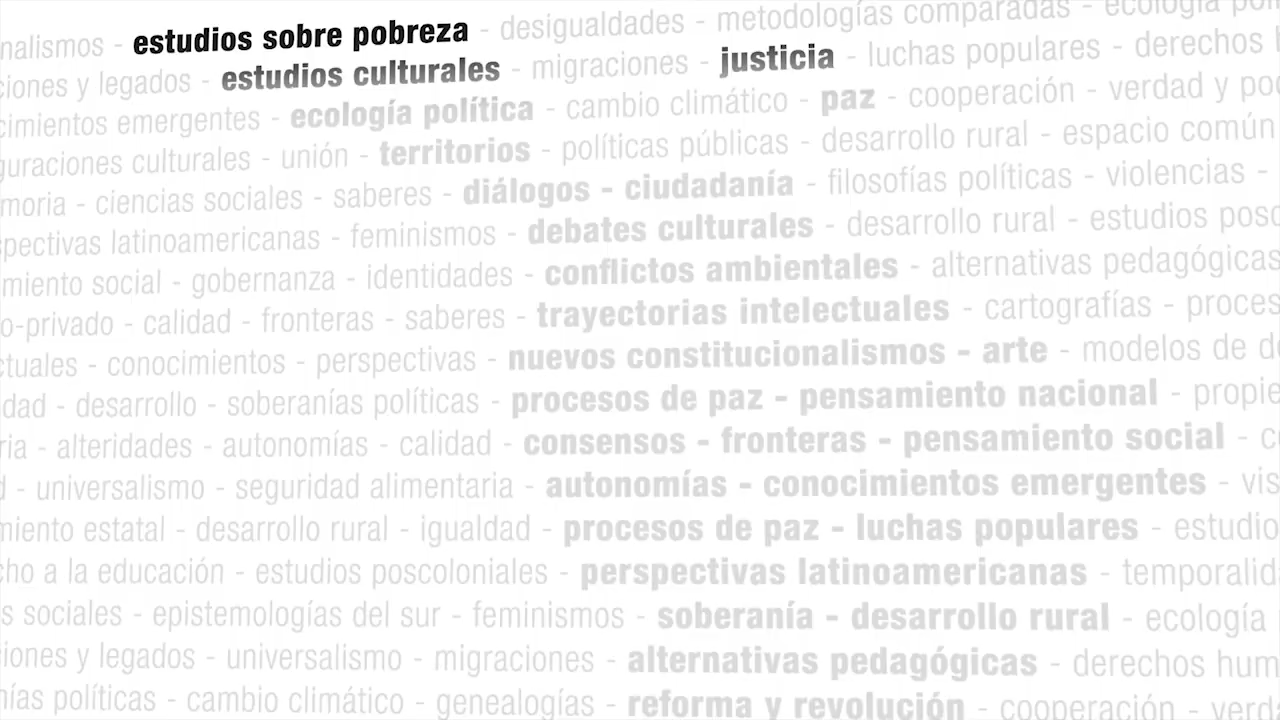 nalismos - estudios sobre pobreza - desigualdades - metodologías comparadas - ecología
ciones y legados - estudios culturales - migraciones - justicia - luchas populares - derechos
cimientos emergentes - ecología política - cambio climático - paz - cooperación - verdad y
guraciones culturales - unión - territorios - políticas públicas - desarrollo rural - espacio común
moria - ciencias sociales - saberes - diálogos - ciudadanía - filosofías políticas - violencias -
spectivas latinoamericanas - feminismos - debates culturales - desarrollo rural - estudios posc
miento social - gobernanza - identidades - conflictos ambientales - alternativas pedagógicas
o-privado - calidad - fronteras - saberes - trayectorias intelectuales - cartografías - proces
ctuales - conocimientos - perspectivas - nuevos constitucionalismos - arte - modelos de de
dad - desarrollo - soberanías políticas - procesos de paz - pensamiento nacional - propie
ria - alteridades - autonomías - calidad - consensos - fronteras - pensamiento social - c
d - universalismo - seguridad alimentaria - autonomías - conocimientos emergentes - vis
miento estatal - desarrollo rural - igualdad - procesos de paz - luchas populares - estudio
cho a la educación - estudios poscoloniales - perspectivas latinoamericanas - temporalid
s sociales - epistemologías del sur - feminismos - soberanía - desarrollo rural - ecología
iones y legados - universalismo - migraciones - alternativas pedagógicas - derechos hum
nías políticas - cambio climático - genealogías - reforma y revolución - cooperación - verd